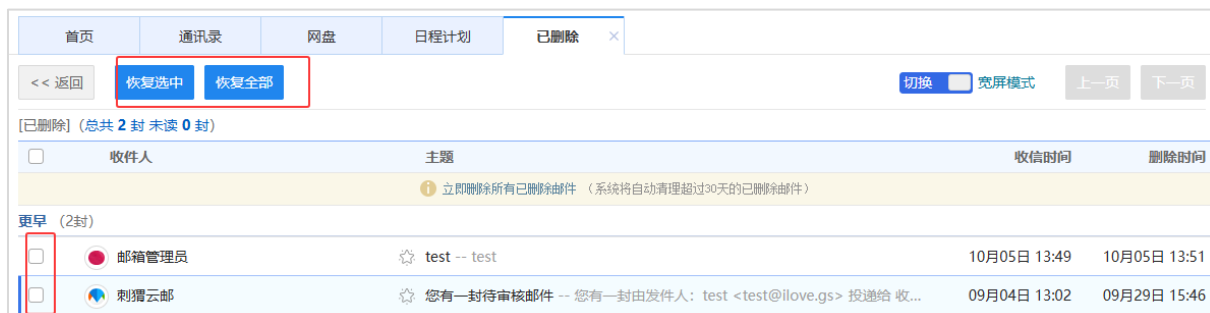 首页 通讯录 网盘 日程计划 已删除 ×
<< 返回 恢复选中 恢复全部 切换 宽屏模式 上一页 下一页
[已删除]（总共 2 封 未读 0 封）
收件人 主题 收信时间 删除时间
立即删除所有已删除邮件 （系统将自动清理超过30天的已删除邮件）
更早 （2封）
邮箱管理员 test -- test 10月05日 13:49 10月05日 13:51
刺猬云邮 您有一封待审核邮件 -- 您有一封由发件人：test <test@ilove.gs> 投递给 收... 09月04日 13:02 09月29日 15:46